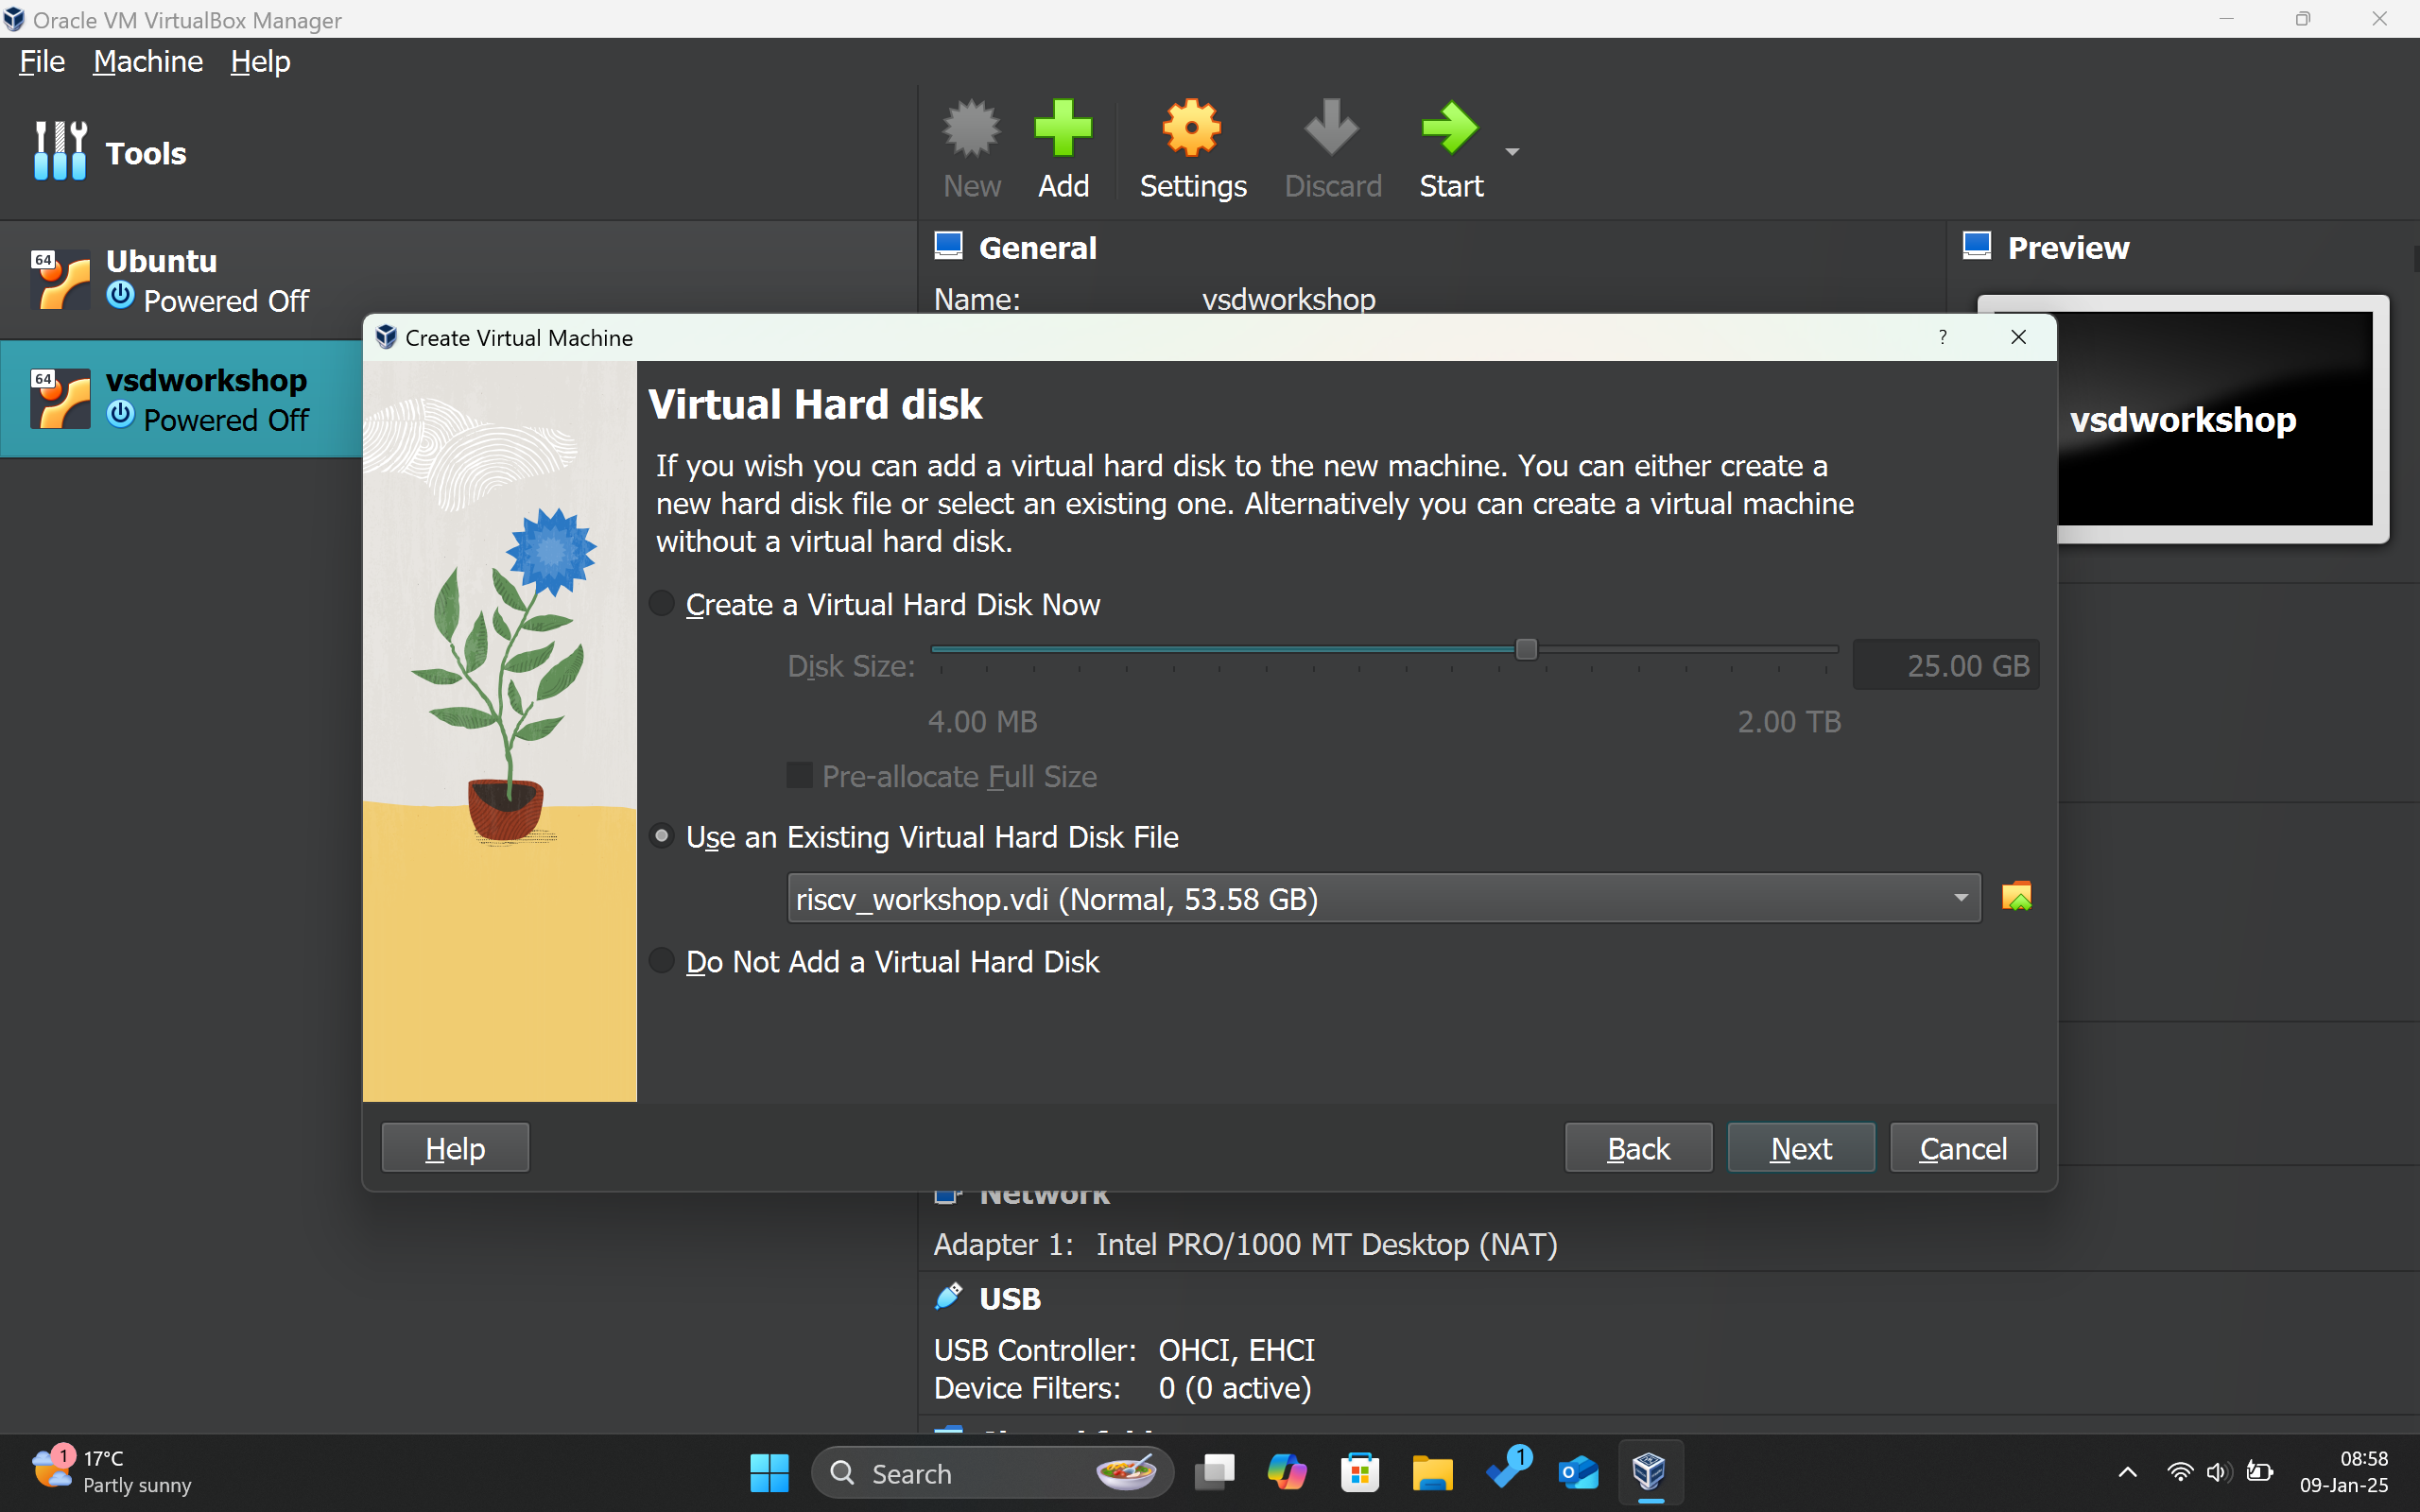 Oracle VM VirtualBox Manager
File Machine Help
Tools
New Add Settings Discard Start
64 Ubuntu
Powered Off
64 vsdworkshop
Powered Off
General
Name: vsdworkshop
Preview
vsdworkshop
Create Virtual Machine ?
Virtual Hard disk
If you wish you can add a virtual hard disk to the new machine. You can either create a
new hard disk file or select an existing one. Alternatively you can create a virtual machine
without a virtual hard disk.
Create a Virtual Hard Disk Now
Disk Size: 25.00 GB
4.00 MB 2.00 TB
Pre-allocate Full Size
Use an Existing Virtual Hard Disk File
riscv_workshop.vdi (Normal, 53.58 GB)
Do Not Add a Virtual Hard Disk
Help Back Next Cancel
Network
Adapter 1: Intel PRO/1000 MT Desktop (NAT)
USB
USB Controller: OHCI, EHCI
Device Filters: 0 (0 active)
1 17°C
Partly sunny
Search
1
08:58
09-Jan-25